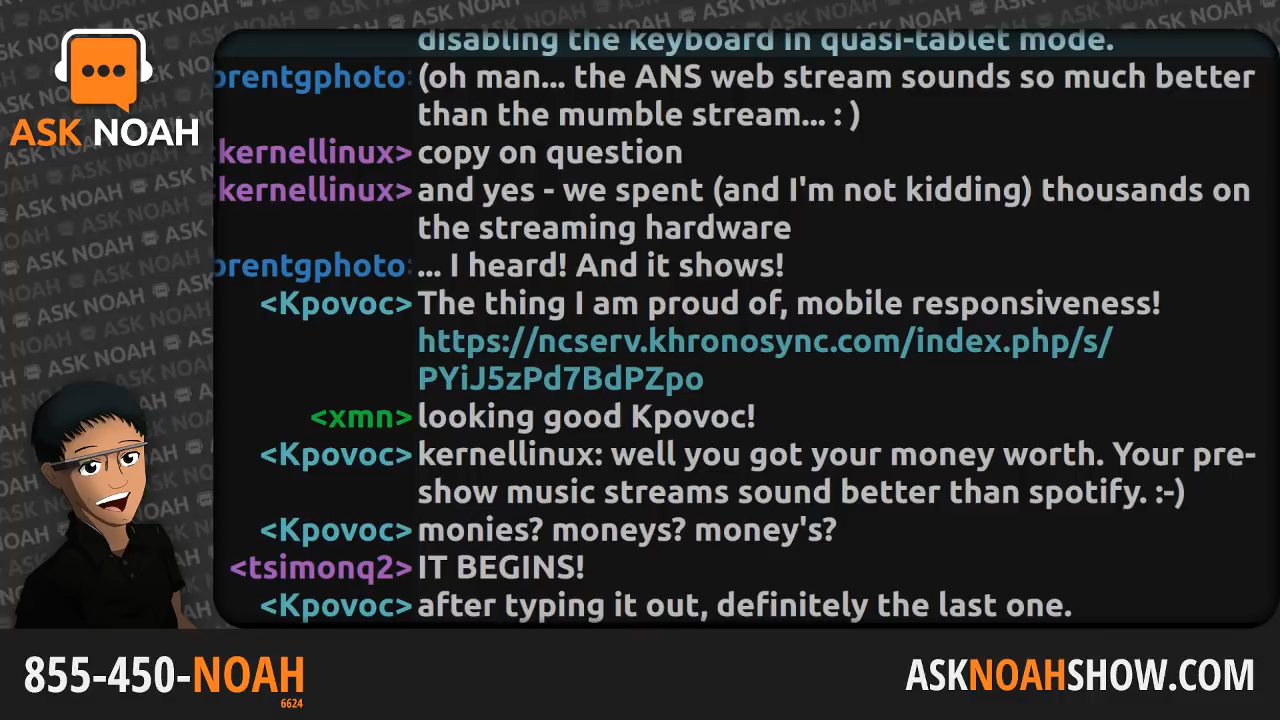 disabling the keyboard in quasi-tablet mode.
ASK NOAH
prentgphoto: (oh man... the ANS web stream sounds so much better
than the mumble stream... : )
kernellinux> copy on question
kernellinux> and yes - we spent (and I'm not kidding) thousands on
the streaming hardware
prentgphoto: ... I heard! And it shows!
<Kpovoc> The thing I am proud of, mobile responsiveness!
https://ncserv.khronosync.com/index.php/s/
PYiJ5zPd7BdPZpo
<xmn> looking good Kpovoc!
<Kpovoc> kernellinux: well you got your money worth. Your pre-
show music streams sound better than spotify. :-)
<Kpovoc> monies? moneys? money's?
<tsimonq2> IT BEGINS!
<Kpovoc> after typing it out, definitely the last one.
855-450-NOAH
6624
ASKNOAHSHOW.COM